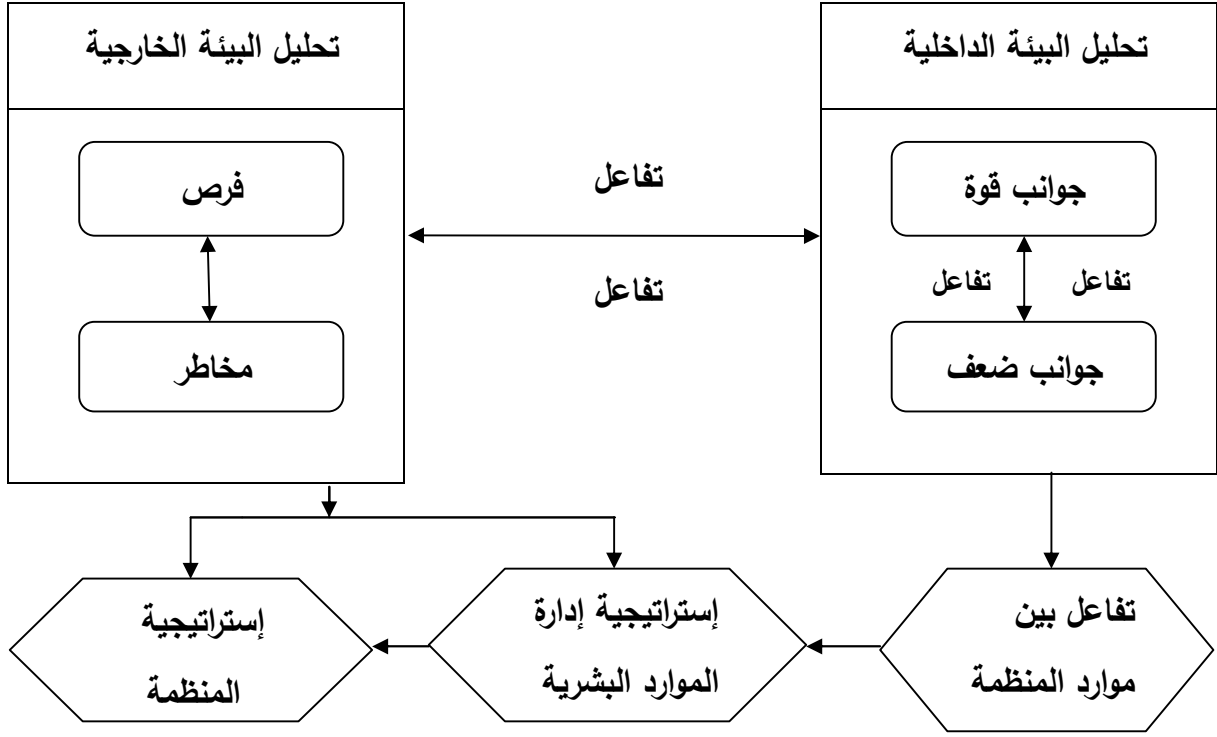 تحليل البيئة الداخلية
جوانب قوة
تفاعل
تفاعل
جوانب ضعف
تفاعل
تفاعل
تحليل البيئة الخارجية
فرص
مخاطر
تفاعل بين
موارد المنظمة
إستراتيجية إدارة
الموارد البشرية
إستراتيجية
المنظمة